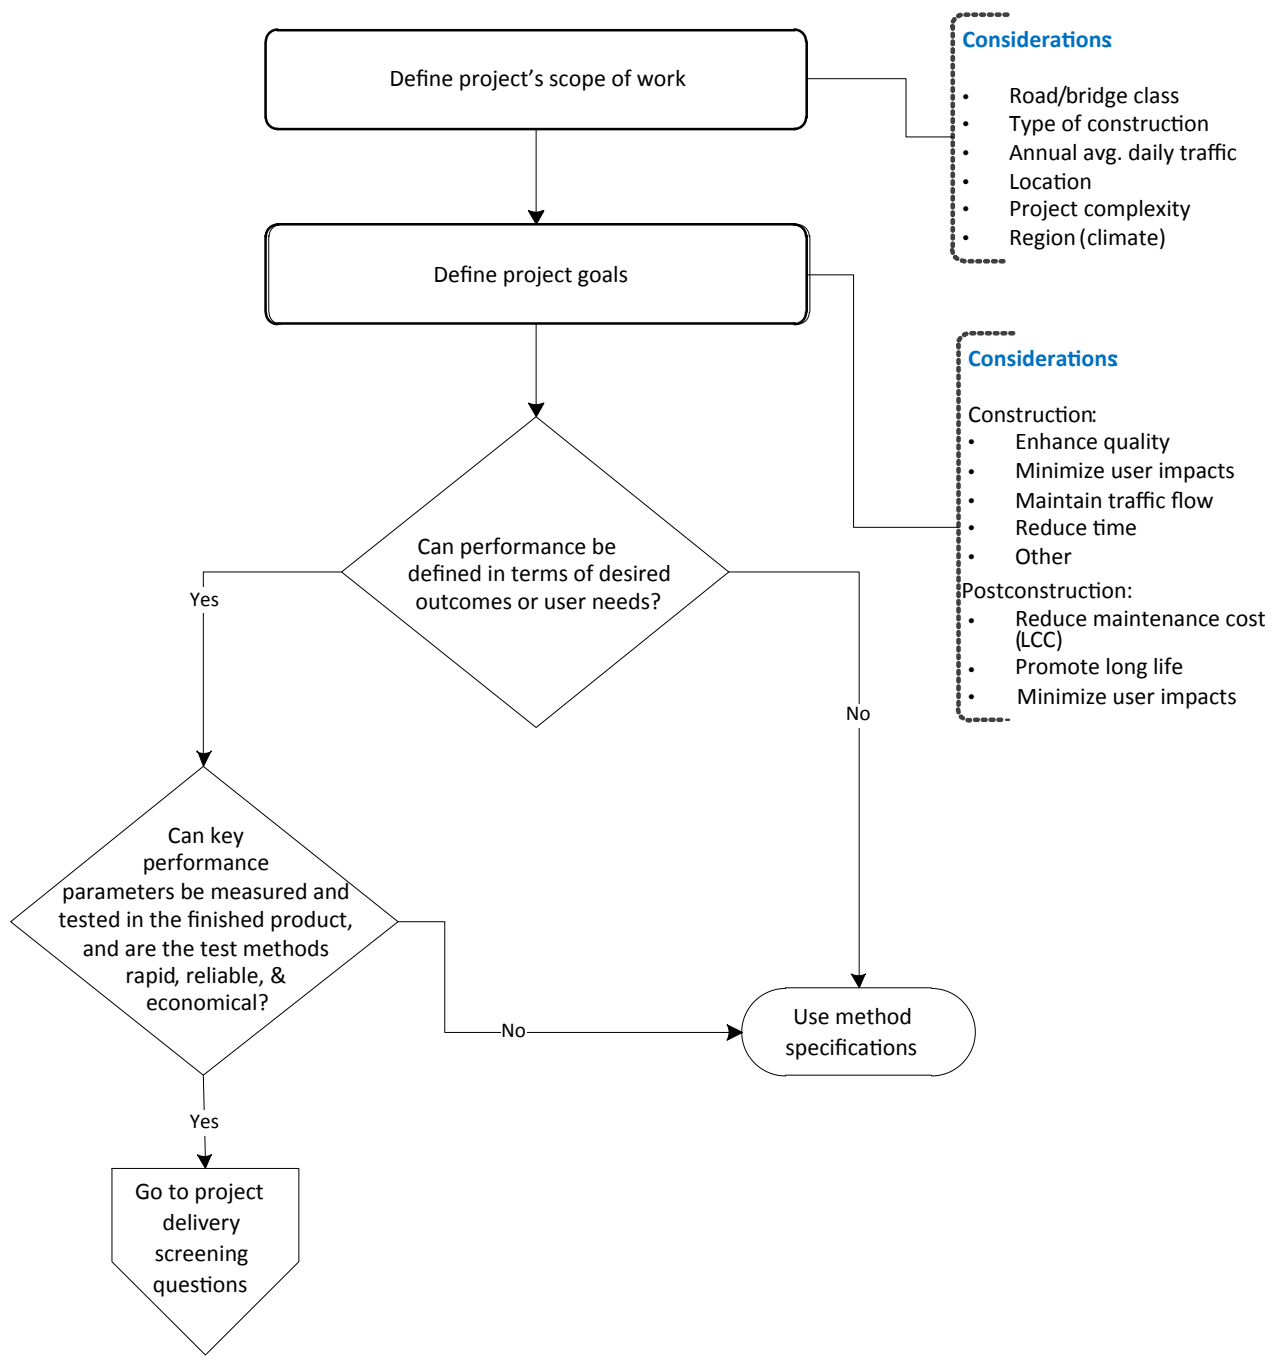 Define project's scope of work
Considerations
• Road/bridge class
• Type of construction
• Annual avg. daily traffic
• Location
• Project complexity
• Region (climate)
Define project goals
Considerations
Construction:
• Enhance quality
• Minimize user impacts
• Maintain traffic flow
• Reduce time
• Other
Postconstruction:
• Reduce maintenance cost
(LCC)
• Promote long life
• Minimize user impacts
Can performance be
defined in terms of desired
outcomes or user needs?
Yes
No
Can key
performance
parameters be measured and
tested in the finished product,
and are the test methods
rapid, reliable, &
economical?
No
Use method
specifications
Yes
Go to project
delivery
screening
questions